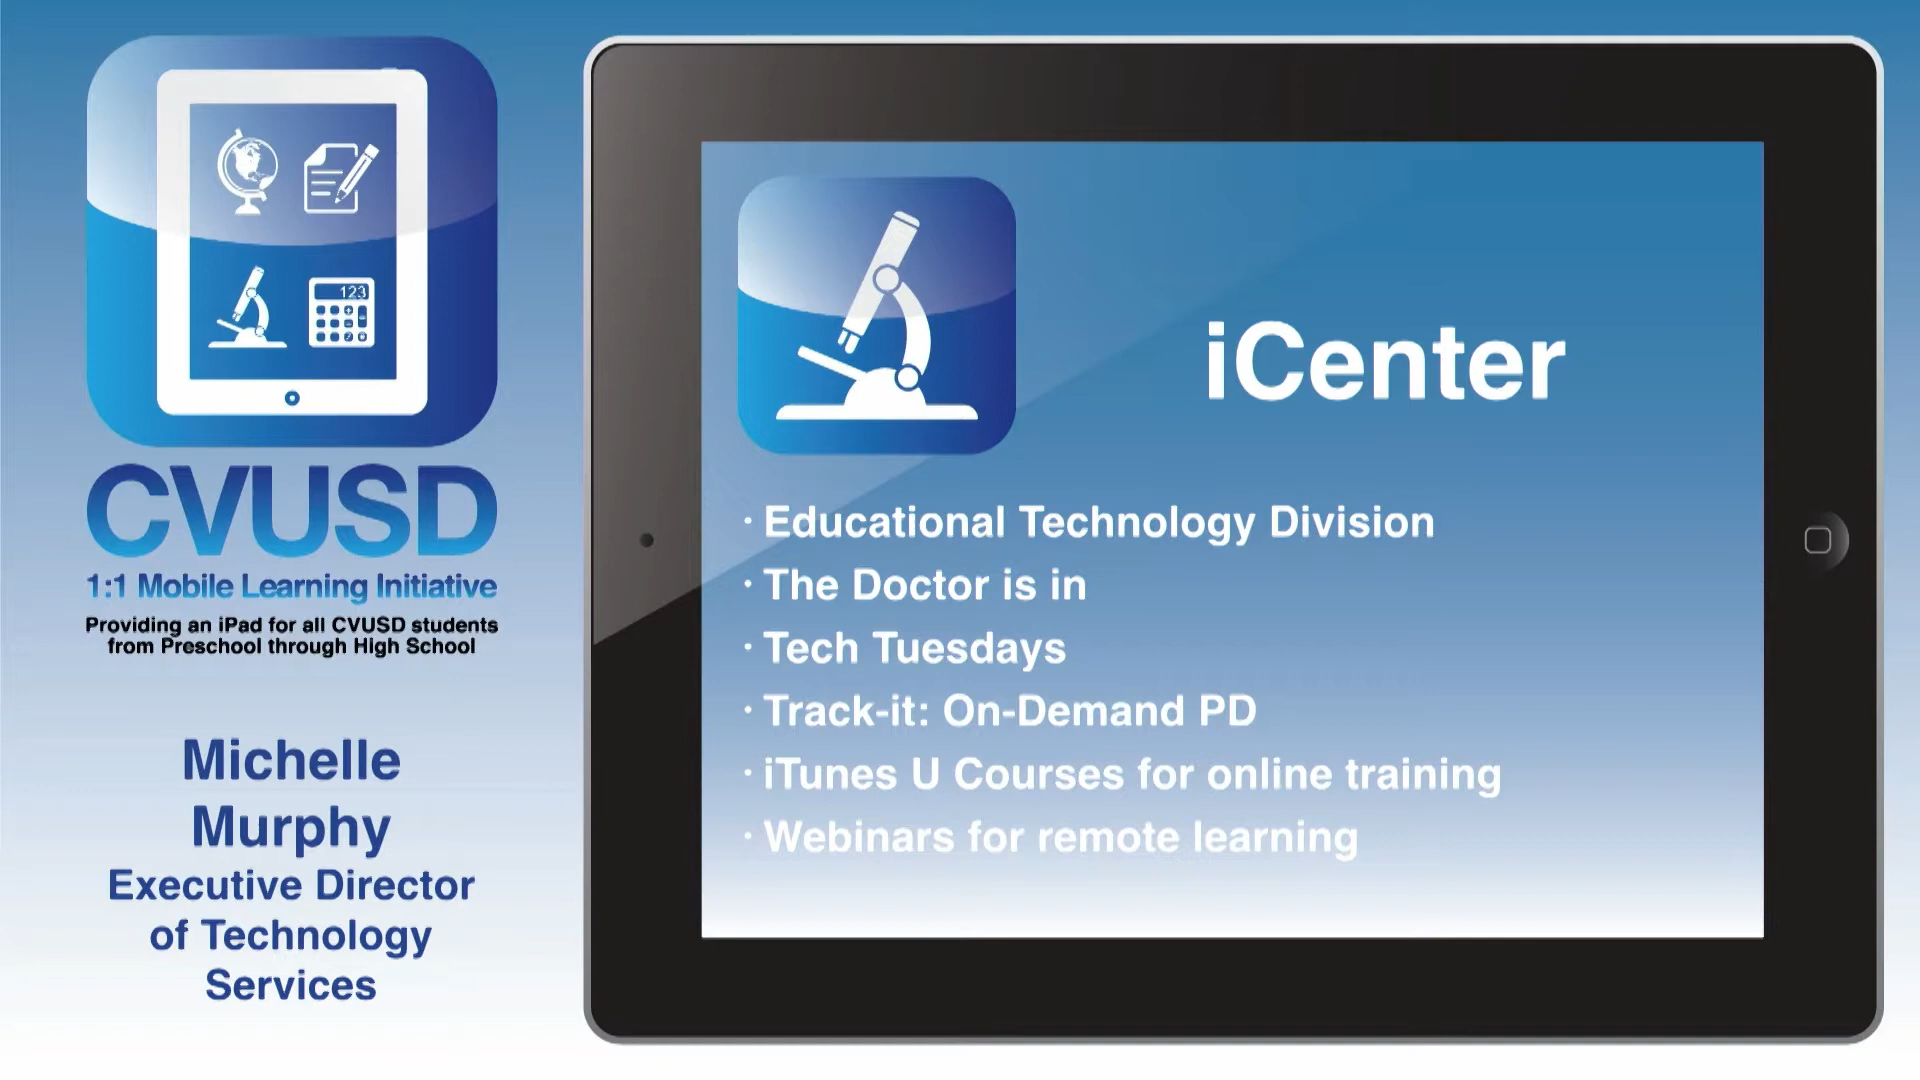 123
CVUSD
1:1 Mobile Learning Initiative
Providing an iPad for all CVUSD students
from Preschool through High School
Michelle
Murphy
Executive Director
of Technology
Services
iCenter
· Educational Technology Division
· The Doctor is in
· Tech Tuesdays
· Track-it: On-Demand PD
· iTunes U Courses for online training
· Webinars for remote learning